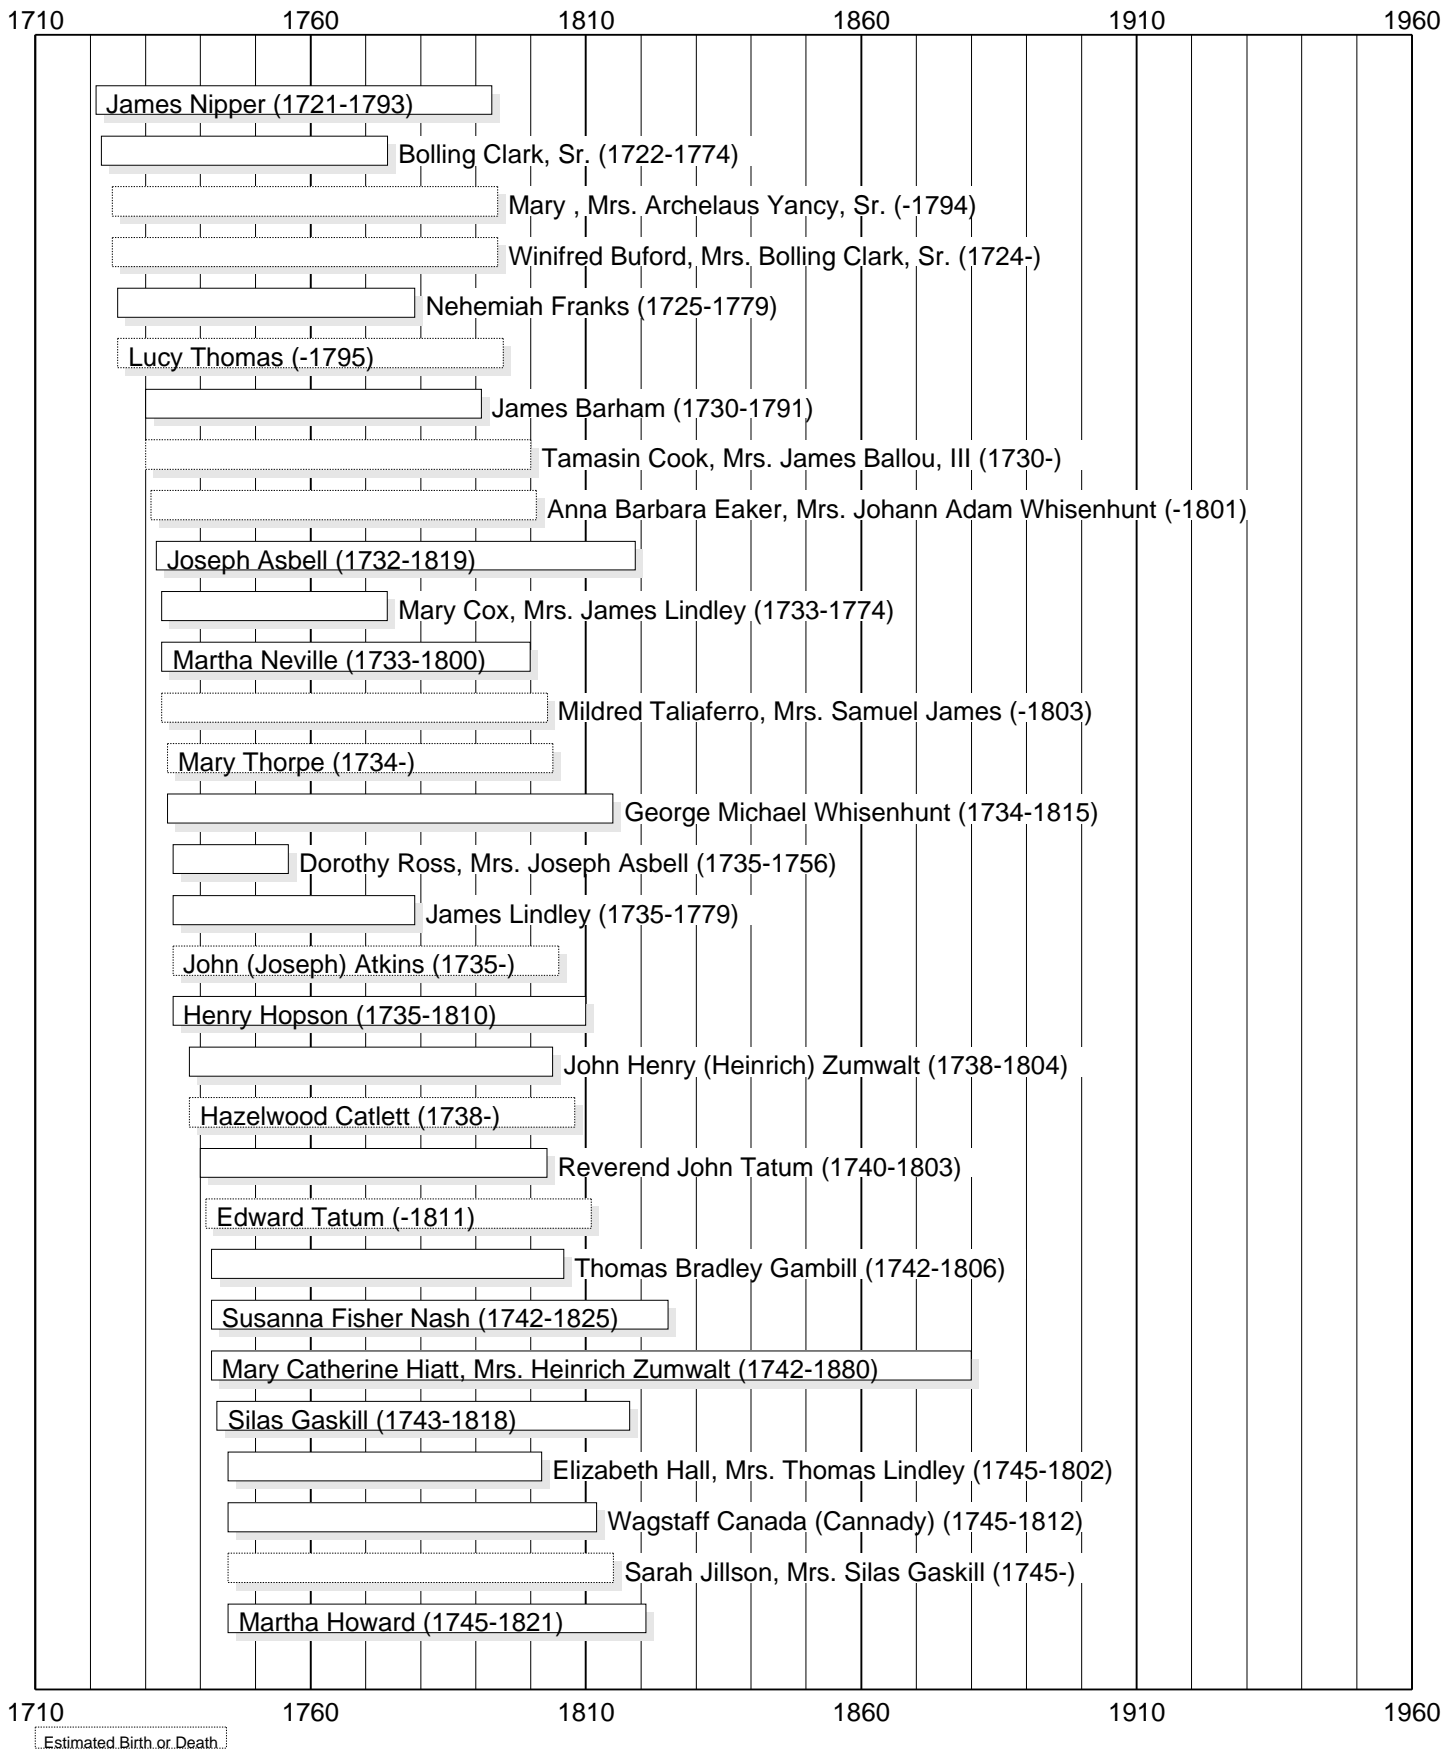 1710 1760 1810 1860 1910 1960
James Nipper (1721-1793)
Bolling Clark, Sr. (1722-1774)
Mary , Mrs. Archelaus Yancy, Sr. (-1794)
Winifred Buford, Mrs. Bolling Clark, Sr. (1724-)
Nehemiah Franks (1725-1779)
Lucy Thomas (-1795)
James Barham (1730-1791)
Tamasin Cook, Mrs. James Ballou, III (1730-)
Anna Barbara Eaker, Mrs. Johann Adam Whisenhunt (-1801)
Joseph Asbell (1732-1819)
Mary Cox, Mrs. James Lindley (1733-1774)
Martha Neville (1733-1800)
Mildred Taliaferro, Mrs. Samuel James (-1803)
Mary Thorpe (1734-)
George Michael Whisenhunt (1734-1815)
Dorothy Ross, Mrs. Joseph Asbell (1735-1756)
James Lindley (1735-1779)
John (Joseph) Atkins (1735-)
Henry Hopson (1735-1810)
John Henry (Heinrich) Zumwalt (1738-1804)
Hazelwood Catlett (1738-)
Reverend John Tatum (1740-1803)
Edward Tatum (-1811)
Thomas Bradley Gambill (1742-1806)
Susanna Fisher Nash (1742-1825)
Mary Catherine Hiatt, Mrs. Heinrich Zumwalt (1742-1880)
Silas Gaskill (1743-1818)
Elizabeth Hall, Mrs. Thomas Lindley (1745-1802)
Wagstaff Canada (Cannady) (1745-1812)
Sarah Jillson, Mrs. Silas Gaskill (1745-)
Martha Howard (1745-1821)
1710 1760 1810 1860 1910 1960
Estimated Birth or Death